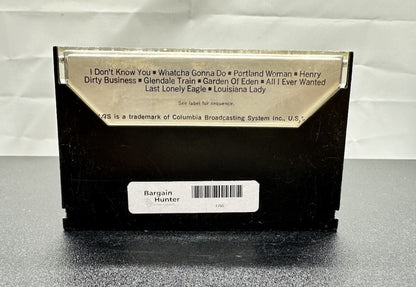 I Don't Know You ■ Whatcha Gonna Do ■ Portland Woman ■ Henry
Dirty Business ■ Glendale Train ■ Garden Of Eden ■ All I Ever Wanted
Last Lonely Eagle ■ Louisiana Lady
See label for sequence.
is a trademark of Columbia Broadcasting System Inc., U.S.
Bargain
Hunter